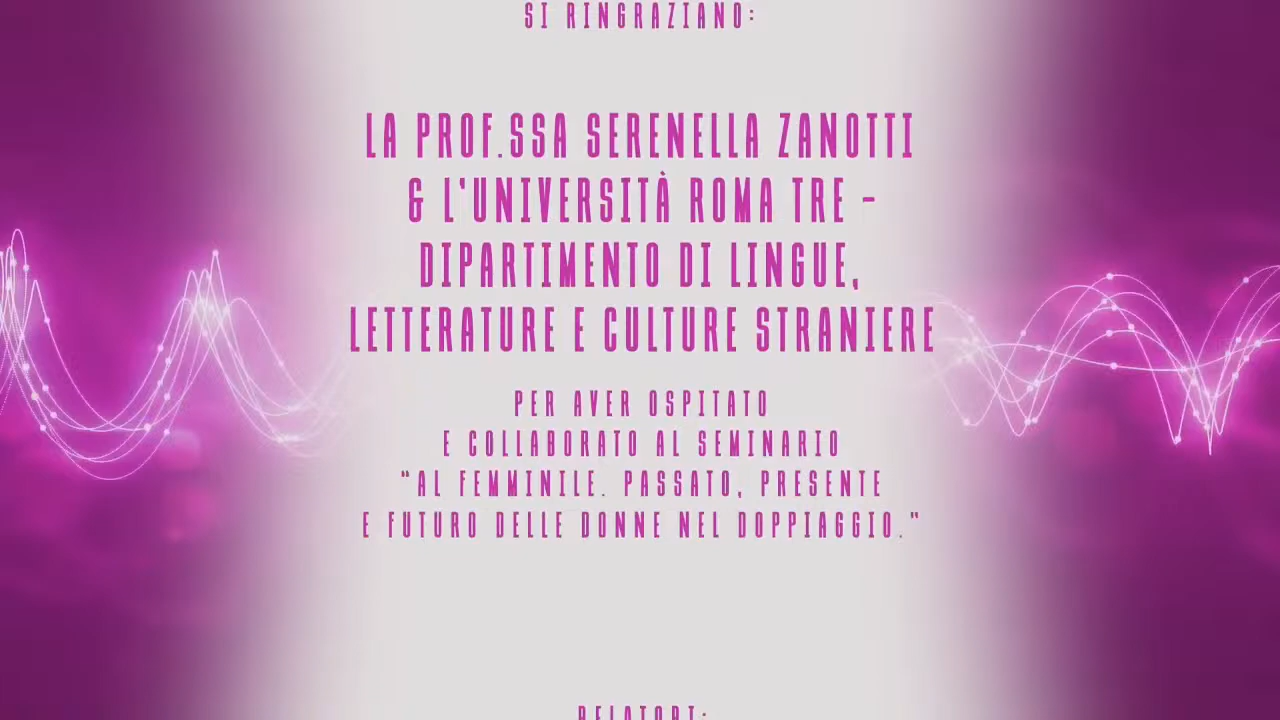 SI RINGRAZIANO:
LA PROF.SSA SERENELLA ZANOTTI
& L'UNIVERSITÀ ROMA TRE -
DIPARTIMENTO DI LINGUE,
LETTERATURE E CULTURE STRANIERE
PER AVER OSPITATO
E COLLABORATO AL SEMINARIO
"AL FEMMINILE. PASSATO, PRESENTE
E FUTURO DELLE DONNE NEL DOPPIAGGIO."
RELATORI: